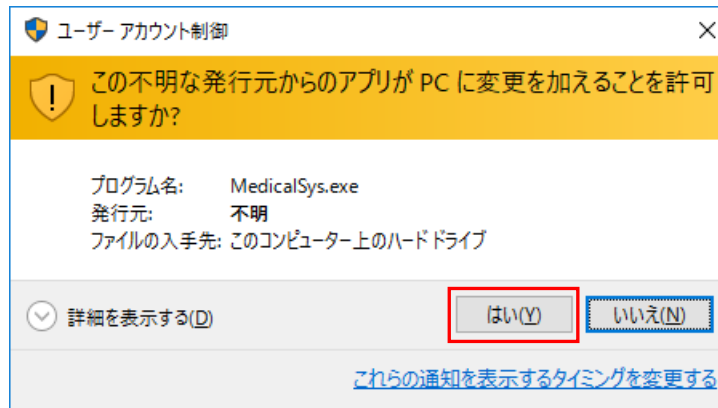 ユーザー アカウント制御
この不明な発行元からのアプリが PC に変更を加えることを許可
しますか?
プログラム名: MedicalSys.exe
発行元: 不明
ファイルの入手先: このコンピューター上のハード ドライブ
詳細を表示する(D)
はい(Y) いいえ(N)
これらの通知を表示するタイミングを変更する